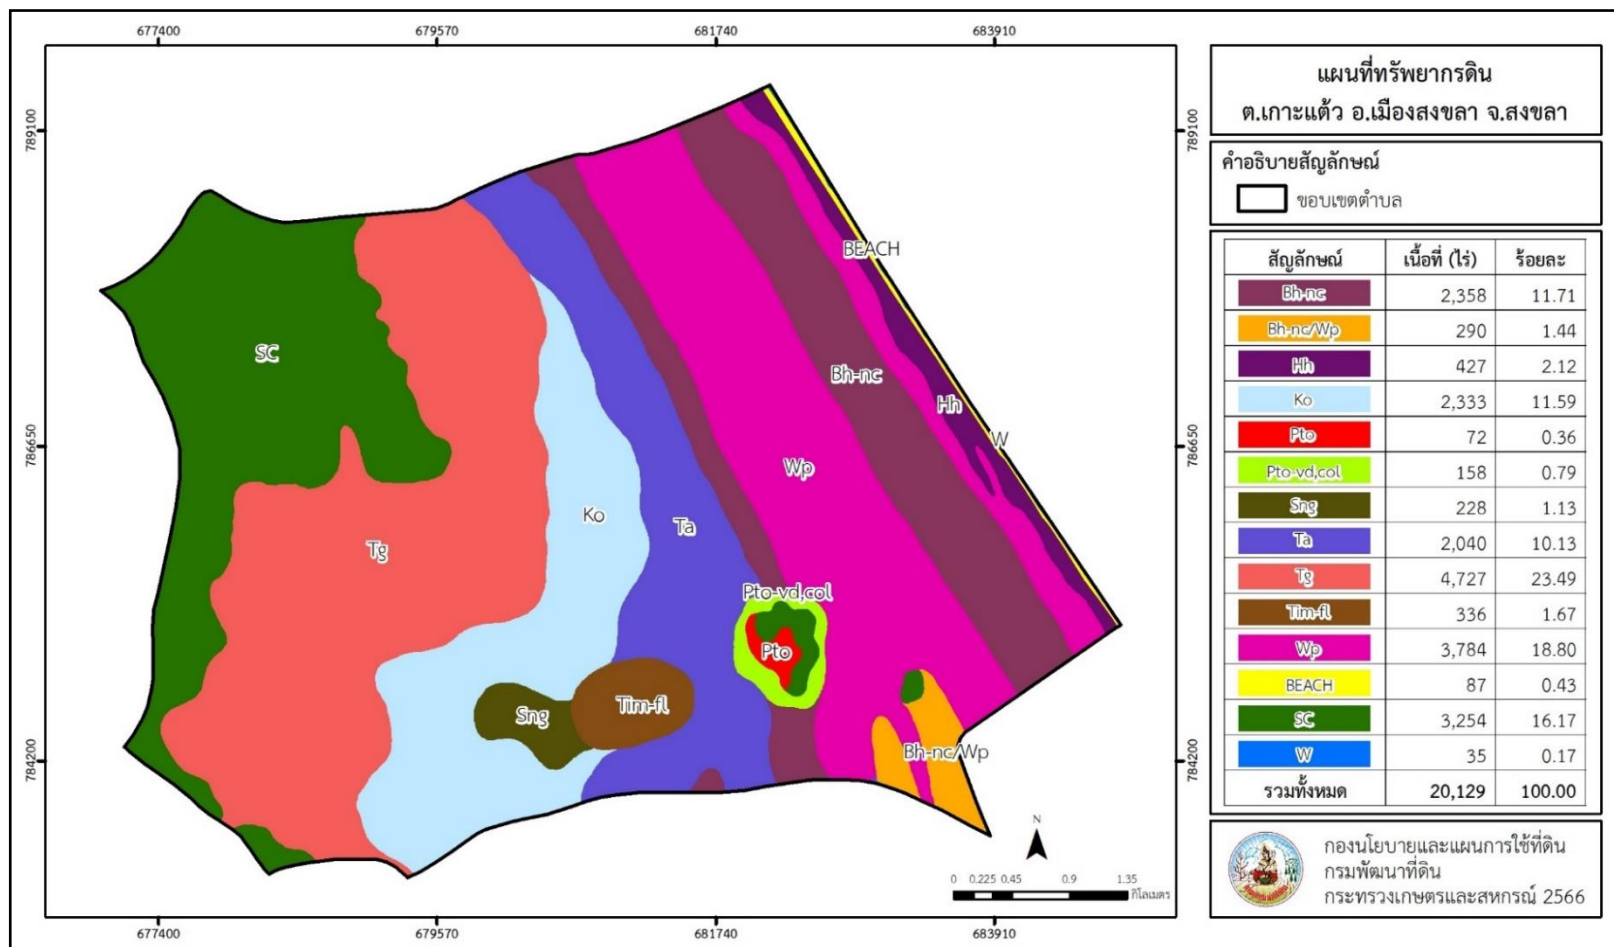 677400 679570 681740 683910
789100 789100
786650 786650
784200 784200
677400 679570 681740 683910
BEACH
SC
Bh-nc
Hh
W
Wp
Ko
Ta
Tg
Pto-vd,col
Pto
Tim-fl
Sng
Bh-nc/Wp
N
0 0.225 0.45 0.9 1.35
กิโลเมตร
แผนที่ทรัพยากรดิน
ต.เกาะแต้ว อ.เมืองสงขลา จ.สงขลา
คำอธิบายสัญลักษณ์
ขอบเขตตำบล
สัญลักษณ์ เนื้อที่ (ไร่) ร้อยละ
Bh-nc 2,358 11.71
Bh-nc/Wp 290 1.44
Hh 427 2.12
Ko 2,333 11.59
Pto 72 0.36
Pto-vd,col 158 0.79
Sng 228 1.13
Ta 2,040 10.13
Tg 4,727 23.49
Tim-fl 336 1.67
Wp 3,784 18.80
BEACH 87 0.43
SC 3,254 16.17
W 35 0.17
รวมทั้งหมด 20,129 100.00
กองนโยบายและแผนการใช้ที่ดิน
กรมพัฒนาที่ดิน
กระทรวงเกษตรและสหกรณ์ 2566